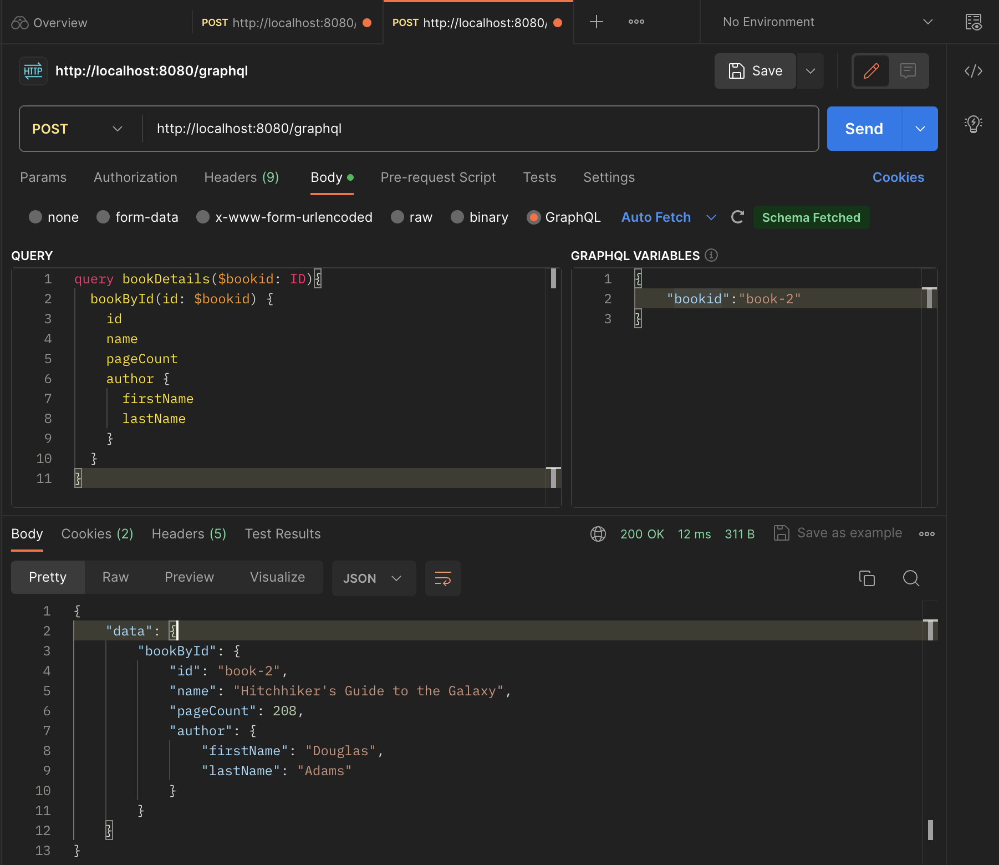 Overview
POST http://localhost:8080/
POST http://localhost:8080/
No Environment
HTTP http://localhost:8080/graphql
Save
POST http://localhost:8080/graphql
Send
Params Authorization Headers (9) Body Pre-request Script Tests Settings Cookies
none form-data x-www-form-urlencoded raw binary GraphQL Auto Fetch Schema Fetched
QUERY
1 query bookDetails($bookid: ID){
2 bookById(id: $bookid) {
3 id
4 name
5 pageCount
6 author {
7 firstName
8 lastName
9 }
10 }
11 }
GRAPHQL VARIABLES
1 {
2 "bookid":"book-2"
3 }
Body Cookies (2) Headers (5) Test Results 200 OK 12 ms 311 B Save as example
Pretty Raw Preview Visualize JSON
1 {
2 "data": {
3 "bookById": {
4 "id": "book-2",
5 "name": "Hitchhiker's Guide to the Galaxy",
6 "pageCount": 208,
7 "author": {
8 "firstName": "Douglas",
9 "lastName": "Adams"
10 }
11 }
12 }
13 }